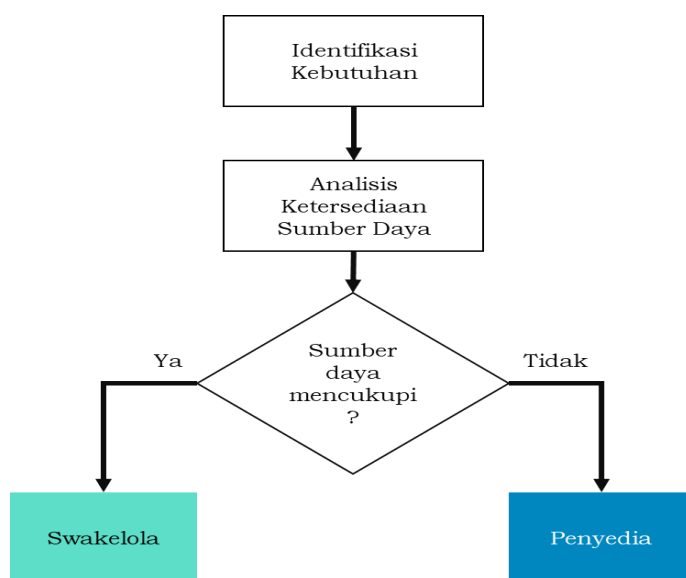 Identifikasi
Kebutuhan
Analisis
Ketersediaan
Sumber Daya
Sumber
daya
mencukupi
?
Ya
Tidak
Swakelola
Penyedia